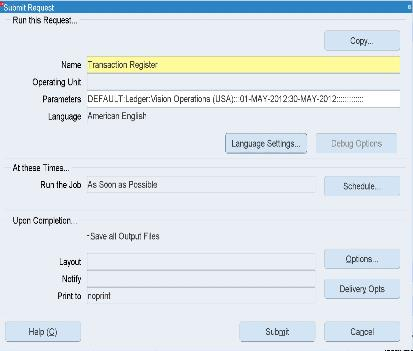 Submit Request
Run this Request...
Copy...
Name Transaction Register
Operating Unit
Parameters DEFAULT:Ledger:Vision Operations (USA):::01-MAY-2012:30-MAY-2012:::::::::::::
Language American English
Language Settings... Debug Options
At these Times...
Run the Job As Soon as Possible Schedule...
Upon Completion...
Save all Output Files
Layout Options...
Notify
Print to noprint Delivery Opts
Help (C) Submit Cancel